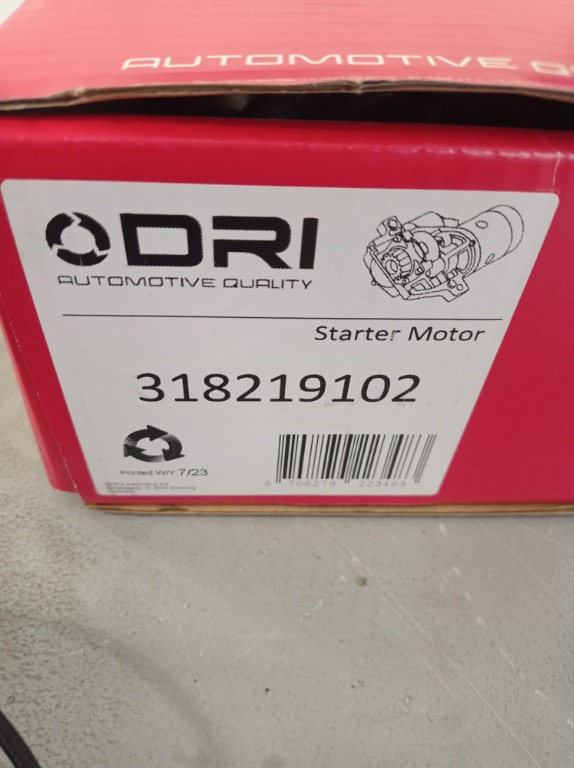 AUTOMOTIVE
DRI
AUTOMOTIVE QUALITY
Starter Motor
318219102
Printed W/Y: 7/23
5 708279 223483